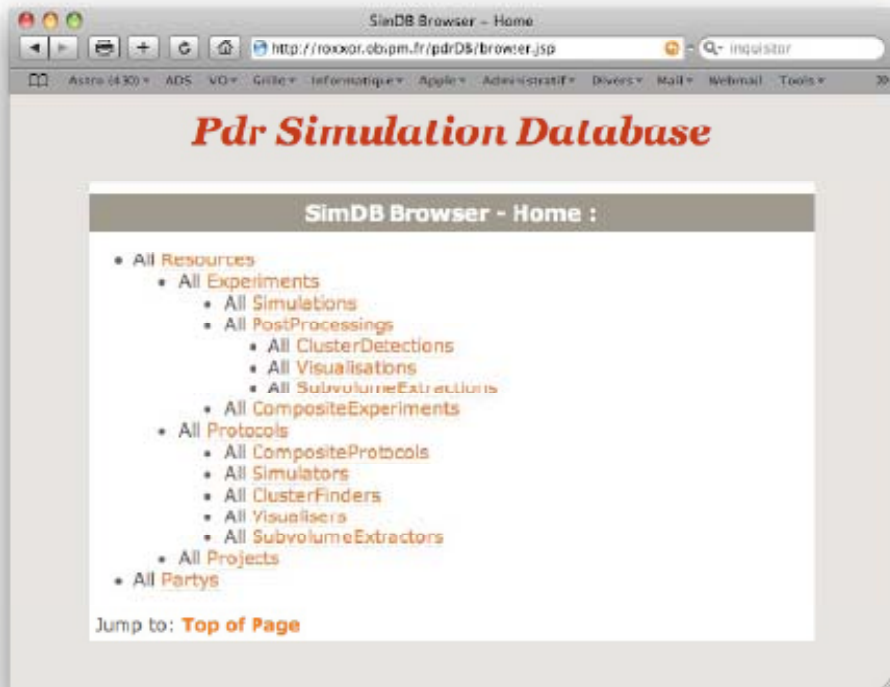 SimDB Browser – Home
http://roxxor.obspm.fr/pdrDB/browser.jsp
inquisitor
Astro (430) ADS VO Grille Informatique Apple Administratif Divers Mail Webmail Tools
Pdr Simulation Database
SimDB Browser - Home :
• All Resources
• All Experiments
• All Simulations
• All PostProcessings
• All ClusterDetections
• All Visualisations
• All SubvolumeExtractions
• All CompositeExperiments
• All Protocols
• All CompositeProtocols
• All Simulators
• All ClusterFinders
• All Visualisers
• All SubvolumeExtractors
• All Projects
• All Partys
Jump to: Top of Page